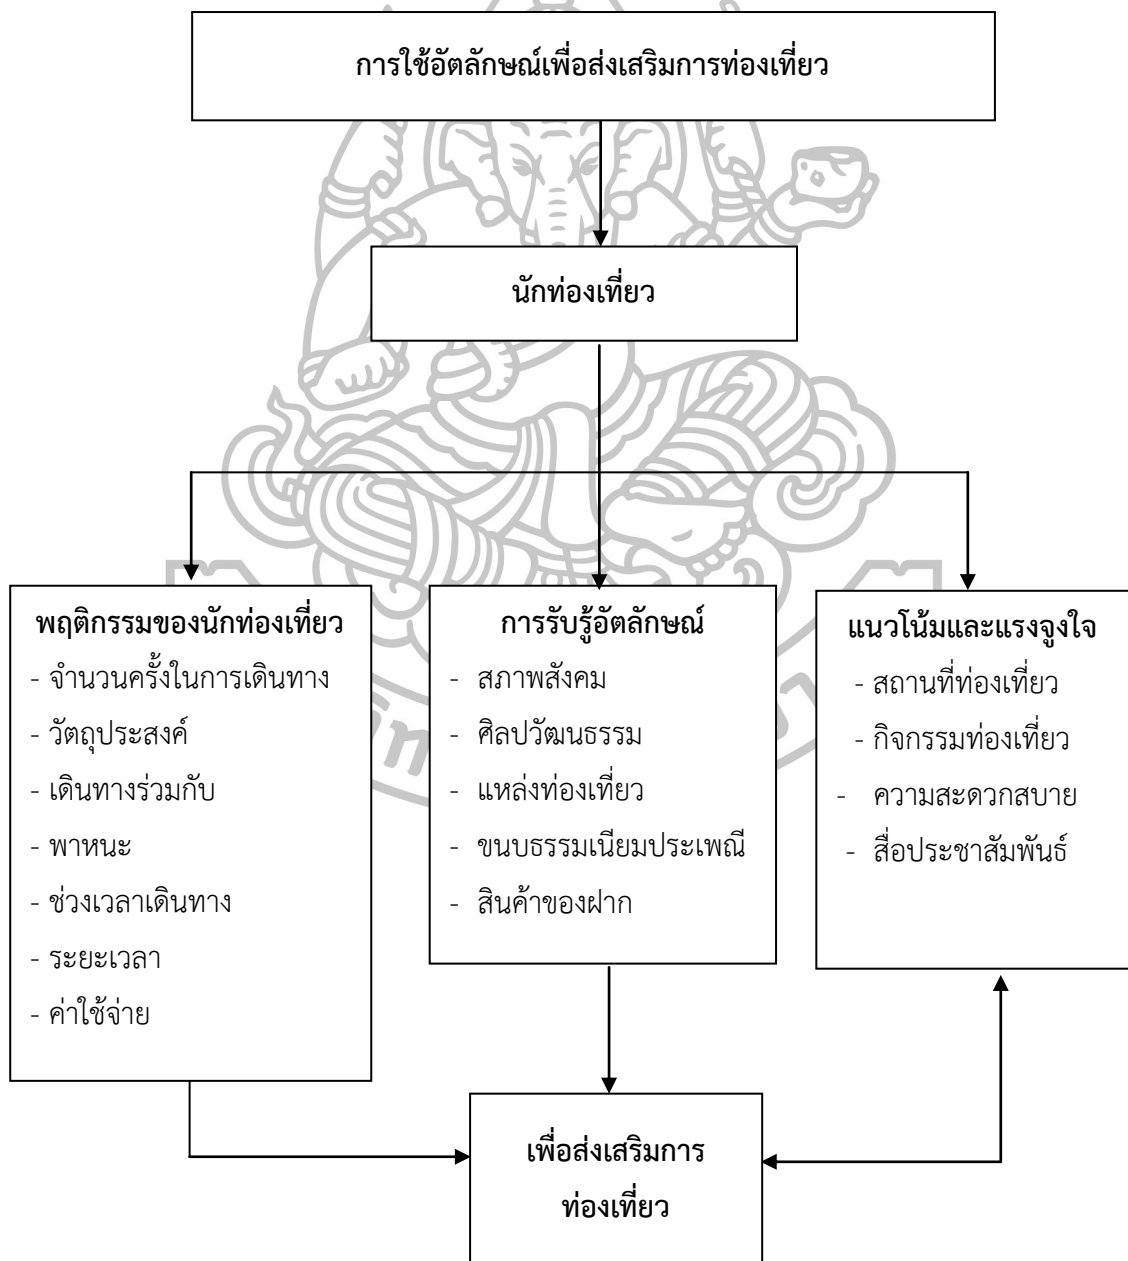 การใช้อัตลักษณ์เพื่อส่งเสริมการท่องเที่ยว
นักท่องเที่ยว
พฤติกรรมของนักท่องเที่ยว
- จำนวนครั้งในการเดินทาง
- วัตถุประสงค์
- เดินทางร่วมกับ
- พาหนะ
- ช่วงเวลาเดินทาง
- ระยะเวลา
- ค่าใช้จ่าย
การรับรู้อัตลักษณ์
- สภาพสังคม
- ศิลปวัฒนธรรม
- แหล่งท่องเที่ยว
- ขนบธรรมเนียมประเพณี
- สินค้าของฝาก
แนวโน้มและแรงจูงใจ
- สถานที่ท่องเที่ยว
- กิจกรรมท่องเที่ยว
- ความสะดวกสบาย
- สื่อประชาสัมพันธ์
เพื่อส่งเสริมการ
ท่องเที่ยว